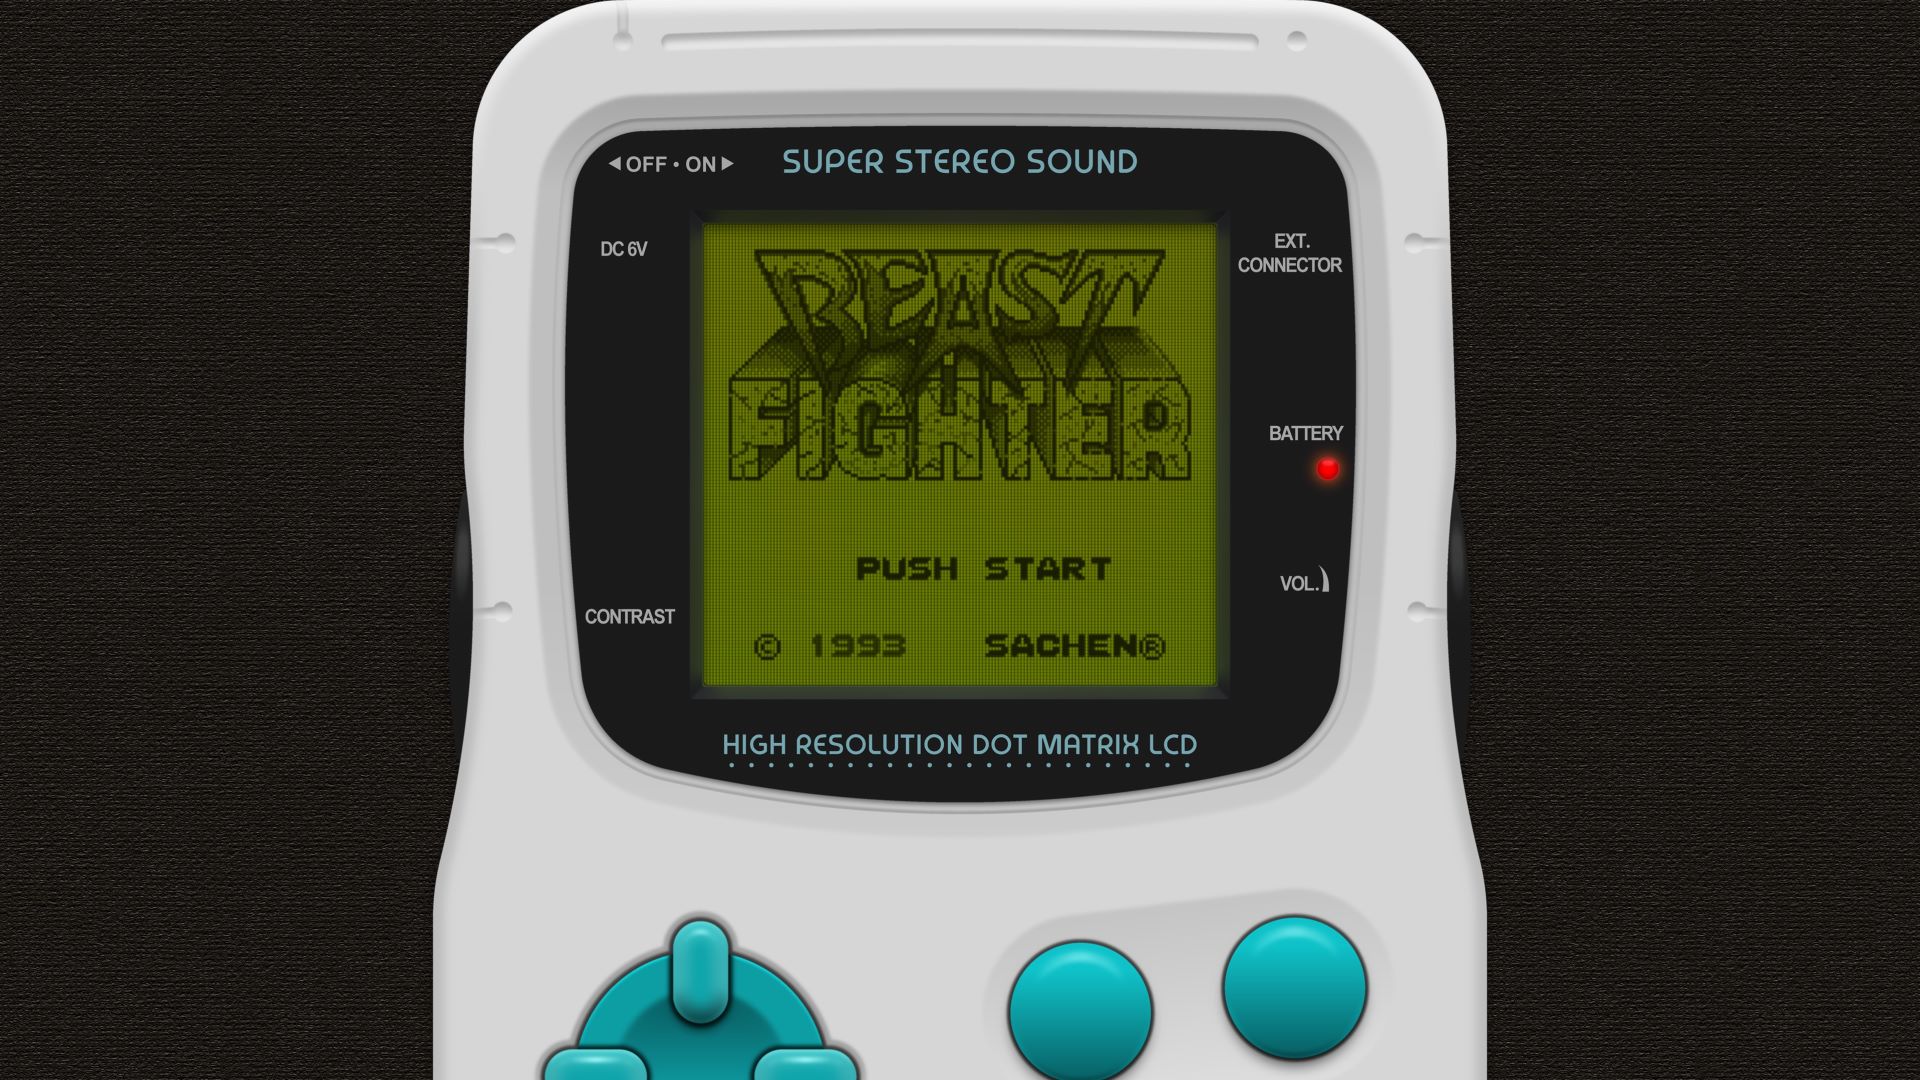 ◀OFF • ON▶
SUPER STEREO SOUND
DC 6V
EXT.
CONNECTOR
BEAST
FIGHTER
BATTERY
PUSH START
VOL.
CONTRAST
© 1993 SACHEN®
HIGH RESOLUTION DOT MATRIX LCD